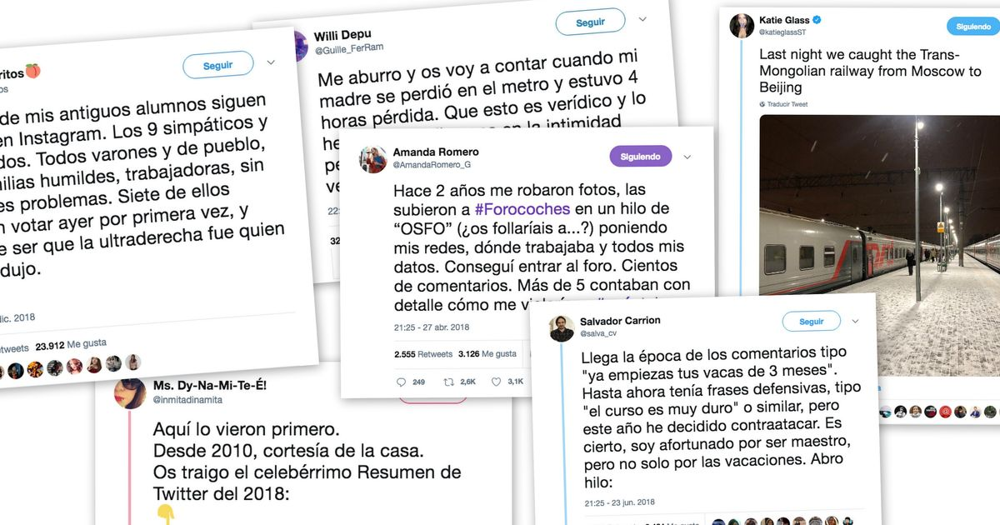 ritos🍑
os
Seguir
de mis antiguos alumnos siguen
en Instagram. Los 9 simpáticos y
dos. Todos varones y de pueblo,
milias humildes, trabajadoras, sin
es problemas. Siete de ellos
n votar ayer por primera vez, y
e ser que la ultraderecha fue quien
dujo.
dic. 2018
etweets 23.912 Me gusta
Willi Depu
@Guille_FerRam
Seguir
Me aburro y os voy a contar cuando mi
madre se perdió en el metro y estuvo 4
horas pérdida. Que esto es verídico y lo
he
en la intimidad
pe
ve
22:
32
Katie Glass
@katieglassST
Siguiendo
Last night we caught the Trans-
Mongolian railway from Moscow to
Beijing
Traducir Tweet
Amanda Romero
@AmandaRomero_G
Siguiendo
Hace 2 años me robaron fotos, las
subieron a #Forocoches en un hilo de
“OSFO” (¿os follaríais a...?) poniendo
mis redes, dónde trabajaba y todos mis
datos. Conseguí entrar al foro. Cientos
de comentarios. Más de 5 contaban con
detalle cómo me
21:25 - 27 abr. 2018
2.555 Retweets 3.126 Me gusta
249 2,6K 3,1K
Ms. Dy-Na-Mi-Te-É!
@inmitadinamita
Aquí lo vieron primero.
Desde 2010, cortesía de la casa.
Os traigo el celebérrimo Resumen de
Twitter del 2018:
👇
Salvador Carrion
@salva_cv
Seguir
Llega la época de los comentarios tipo
"ya empiezas tus vacas de 3 meses".
Hasta ahora tenía frases defensivas, tipo
"el curso es muy duro" o similar, pero
este año he decidido contraatacar. Es
cierto, soy afortunado por ser maestro,
pero no solo por las vacaciones. Abro
hilo:
21:25 - 23 jun. 2018